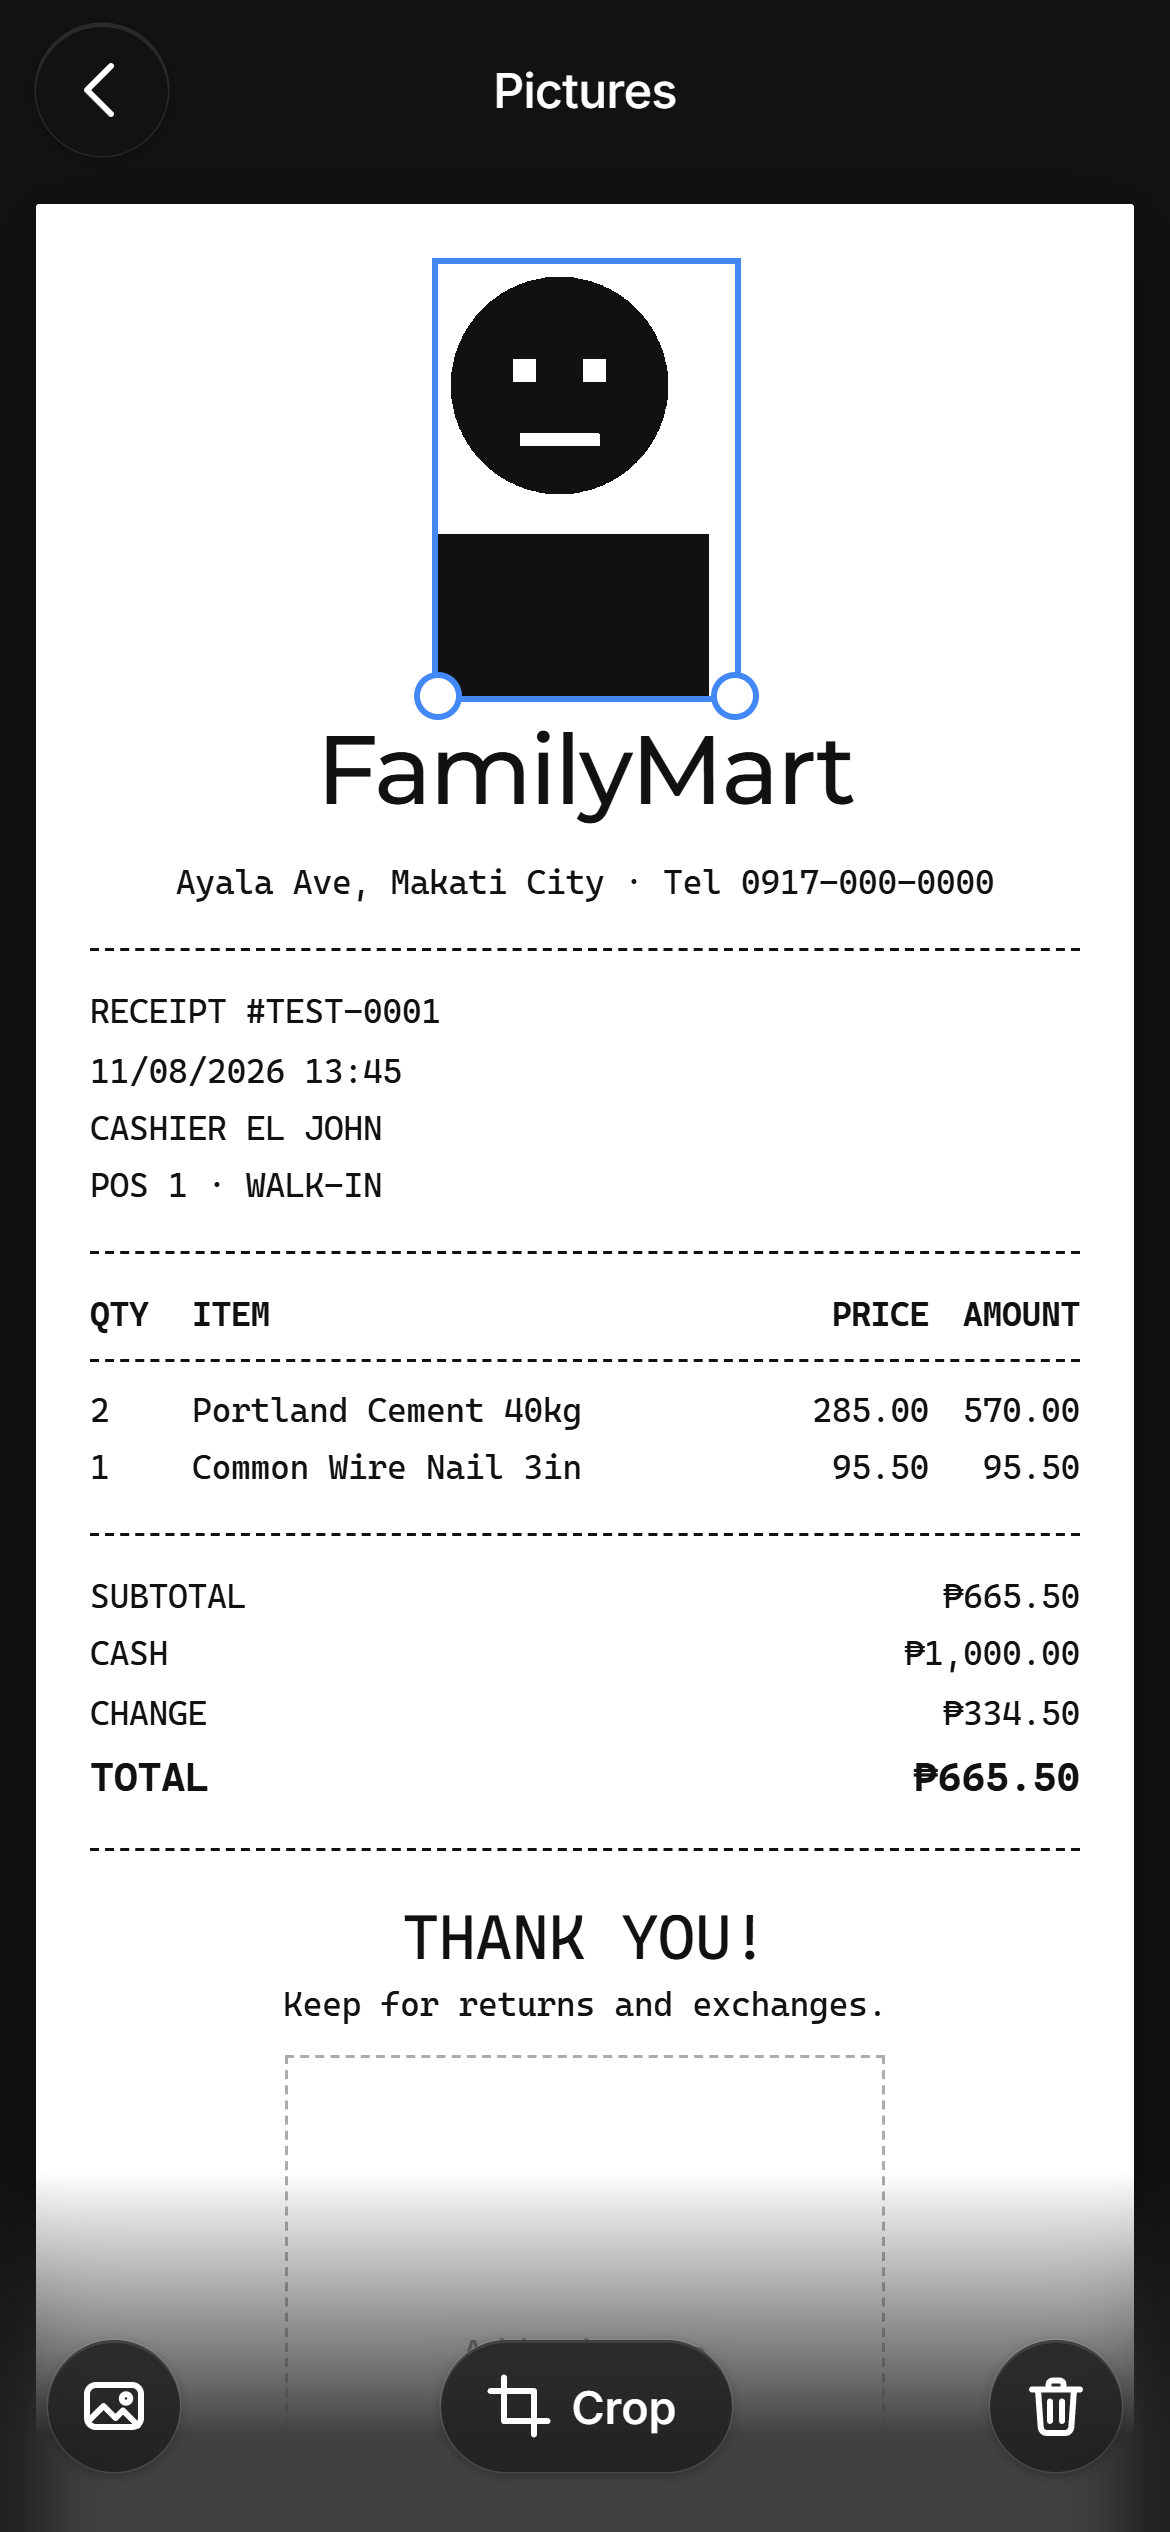 Pictures
FamilyMart
Ayala Ave, Makati City · Tel 0917-000-0000
RECEIPT #TEST-0001
11/08/2026 13:45
CASHIER EL JOHN
POS 1 · WALK-IN
QTY ITEM PRICE AMOUNT
2 Portland Cement 40kg 285.00 570.00
1 Common Wire Nail 3in 95.50 95.50
SUBTOTAL ₱665.50
CASH ₱1,000.00
CHANGE ₱334.50
TOTAL ₱665.50
THANK YOU!
Keep for returns and exchanges.
Crop